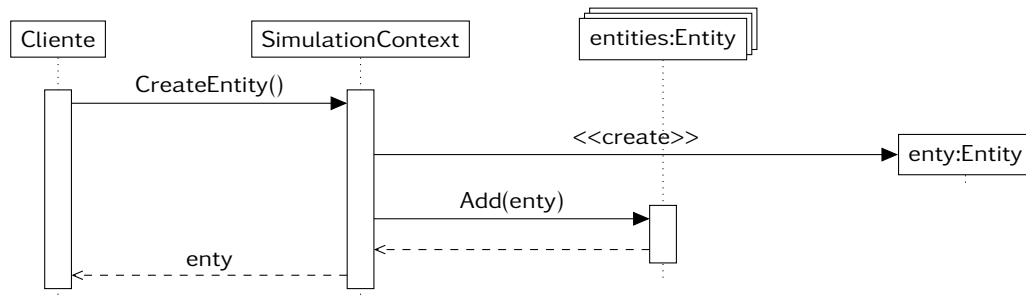 Cliente
SimulationContext
entities:Entity
CreateEntity()
<<create>>
enty:Entity
Add(enty)
enty